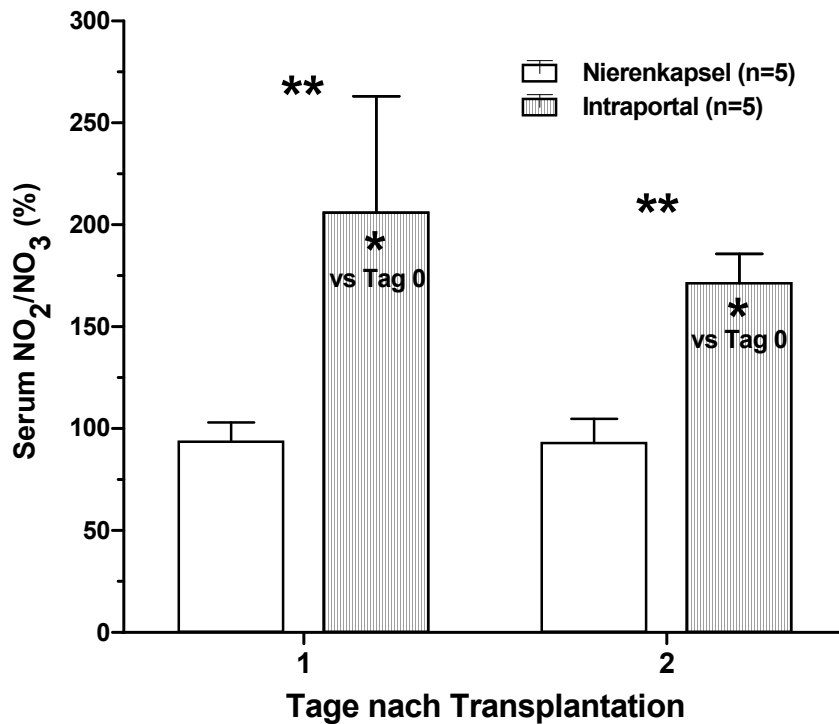 300
250
200
150
100
50
0
Serum NO2/NO3 (%)
Nierenkapsel (n=5)
Intraportal (n=5)
**
*
vs Tag 0
**
*
vs Tag 0
1
2
Tage nach Transplantation